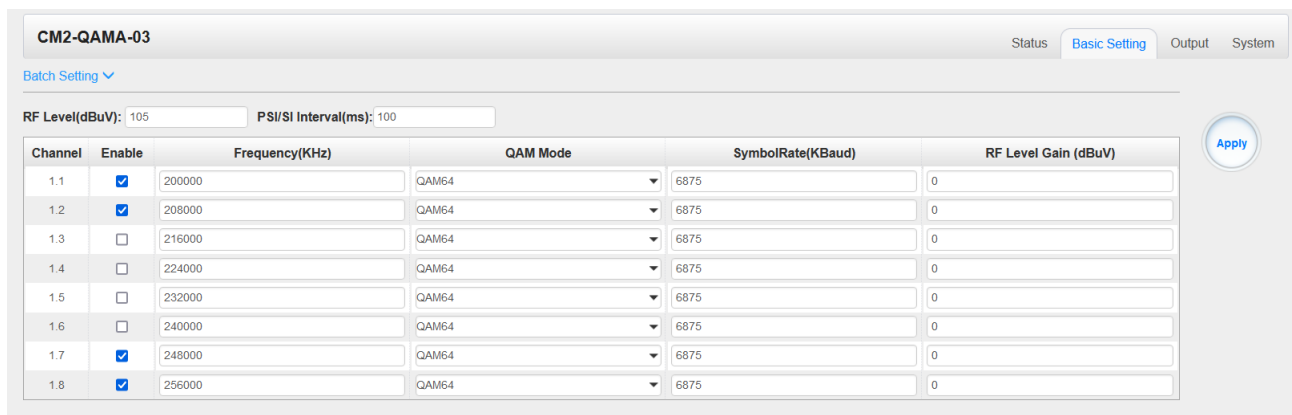 CM2-QAMA-03
Status Basic Setting Output System
Batch Setting
RF Level(dBuV): 105 PSI/SI Interval(ms): 100
Apply
Channel Enable Frequency(KHz) QAM Mode SymbolRate(KBaud) RF Level Gain (dBuV)
1.1 200000 QAM64 6875 0
1.2 208000 QAM64 6875 0
1.3 216000 QAM64 6875 0
1.4 224000 QAM64 6875 0
1.5 232000 QAM64 6875 0
1.6 240000 QAM64 6875 0
1.7 248000 QAM64 6875 0
1.8 256000 QAM64 6875 0